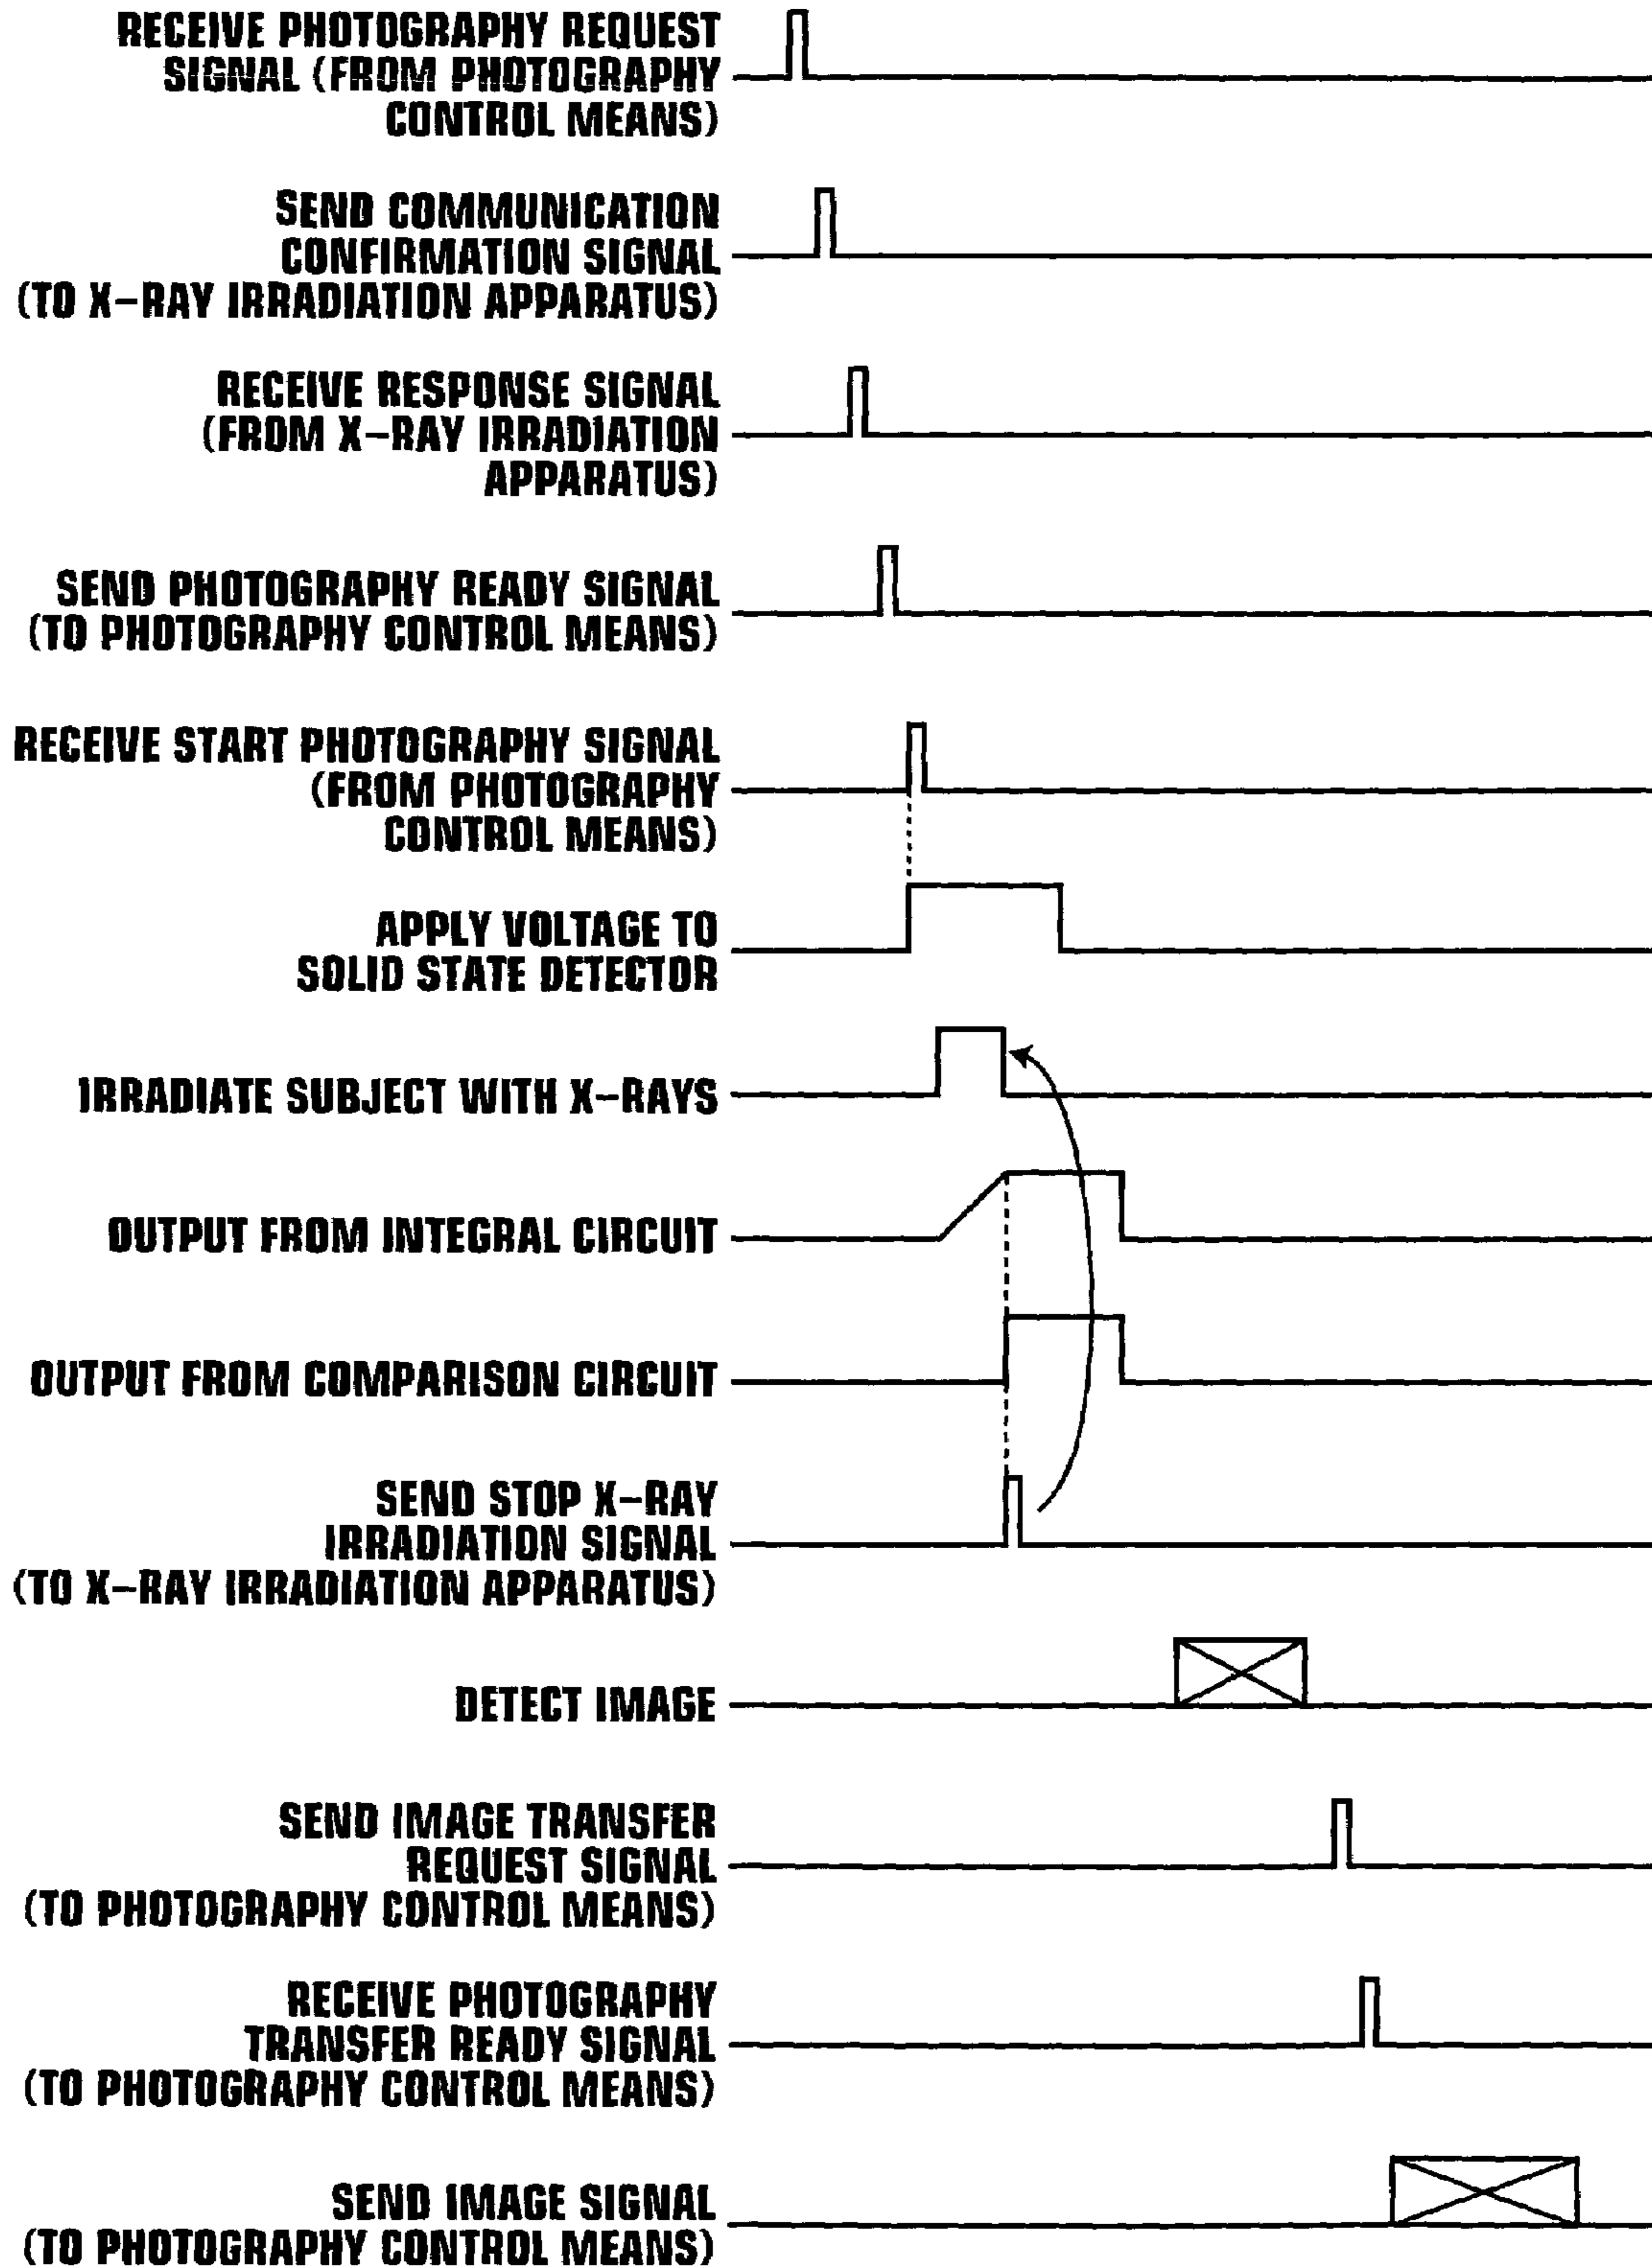 RECEIVE PHOTOGRAPHY REQUEST
SIGNAL (FROM PHOTOGRAPHY
CONTROL MEANS)
SEND COMMUNICATION
CONFIRMATION SIGNAL
(TO X-RAY IRRADIATION APPARATUS)
RECEIVE RESPONSE SIGNAL
(FROM X-RAY IRRADIATION
APPARATUS)
SEND PHOTOGRAPHY READY SIGNAL
(TO PHOTOGRAPHY CONTROL MEANS)
RECEIVE START PHOTOGRAPHY SIGNAL
(FROM PHOTOGRAPHY
CONTROL MEANS)
APPLY VOLTAGE TO
SOLID STATE DETECTOR
IRRADIATE SUBJECT WITH X-RAYS
OUTPUT FROM INTEGRAL CIRCUIT
OUTPUT FROM COMPARISON CIRCUIT
SEND STOP X-RAY
IRRADIATION SIGNAL
(TO X-RAY IRRADIATION APPARATUS)
DETECT IMAGE
SEND IMAGE TRANSFER
REQUEST SIGNAL
(TO PHOTOGRAPHY CONTROL MEANS)
RECEIVE PHOTOGRAPHY
TRANSFER READY SIGNAL
(TO PHOTOGRAPHY CONTROL MEANS)
SEND IMAGE SIGNAL
(TO PHOTOGRAPHY CONTROL MEANS)